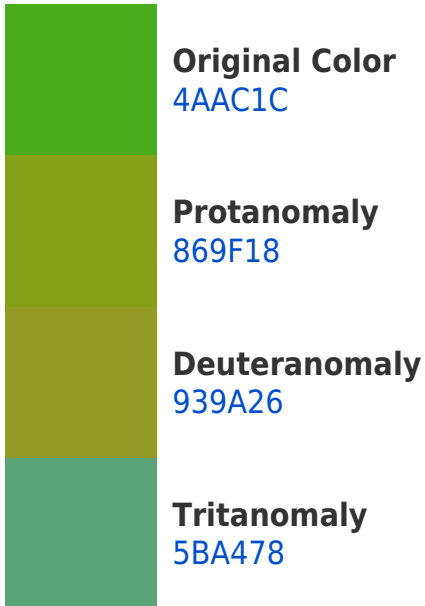 Original Color
4AAC1C
Protanomaly
869F18
Deuteranomaly
939A26
Tritanomaly
5BA478